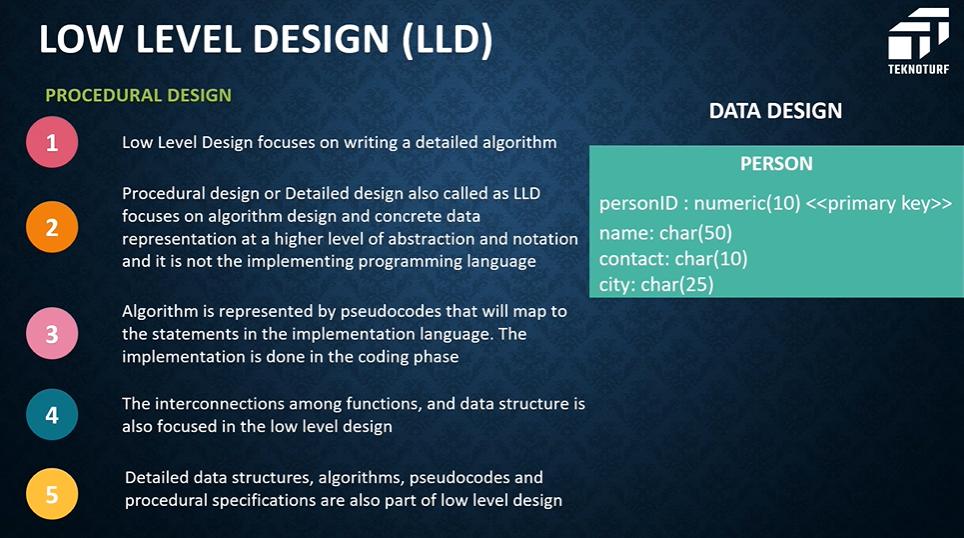 LOW LEVEL DESIGN (LLD)
TEKNOTURF
PROCEDURAL DESIGN
1
Low Level Design focuses on writing a detailed algorithm
2
Procedural design or Detailed design also called as LLD
focuses on algorithm design and concrete data
representation at a higher level of abstraction and notation
and it is not the implementing programming language
3
Algorithm is represented by pseudocodes that will map to
the statements in the implementation language. The
implementation is done in the coding phase
4
The interconnections among functions, and data structure is
also focused in the low level design
5
Detailed data structures, algorithms, pseudocodes and
procedural specifications are also part of low level design
DATA DESIGN
PERSON
personID : numeric(10) <<primary key>>
name: char(50)
contact: char(10)
city: char(25)